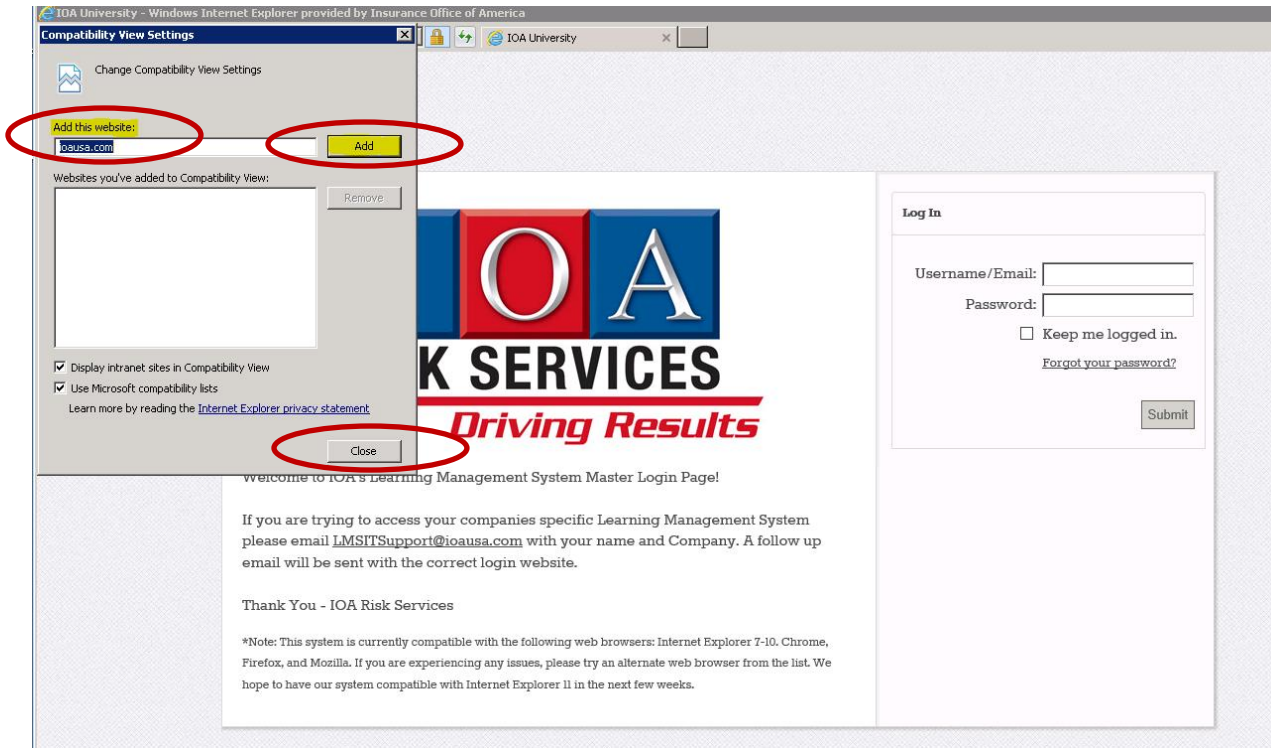 IOA University - Windows Internet Explorer provided by Insurance Office of America
Compatibility View Settings
IOA University
Change Compatibility View Settings
Add this website:
ioausa.com
Add
Websites you've added to Compatibility View:
Remove
Display intranet sites in Compatibility View
Use Microsoft compatibility lists
Learn more by reading the Internet Explorer privacy statement
Close
OA
K SERVICES
Driving Results
Log In
Username/Email:
Password:
Keep me logged in.
Forgot your password?
Submit
Welcome to IOA's Learning Management System Master Login Page!
If you are trying to access your companies specific Learning Management System
please email LMSITSupport@ioausa.com with your name and Company. A follow up
email will be sent with the correct login website.
Thank You - IOA Risk Services
*Note: This system is currently compatible with the following web browsers: Internet Explorer 7-10. Chrome,
Firefox, and Mozilla. If you are experiencing any issues, please try an alternate web browser from the list. We
hope to have our system compatible with Internet Explorer 11 in the next few weeks.